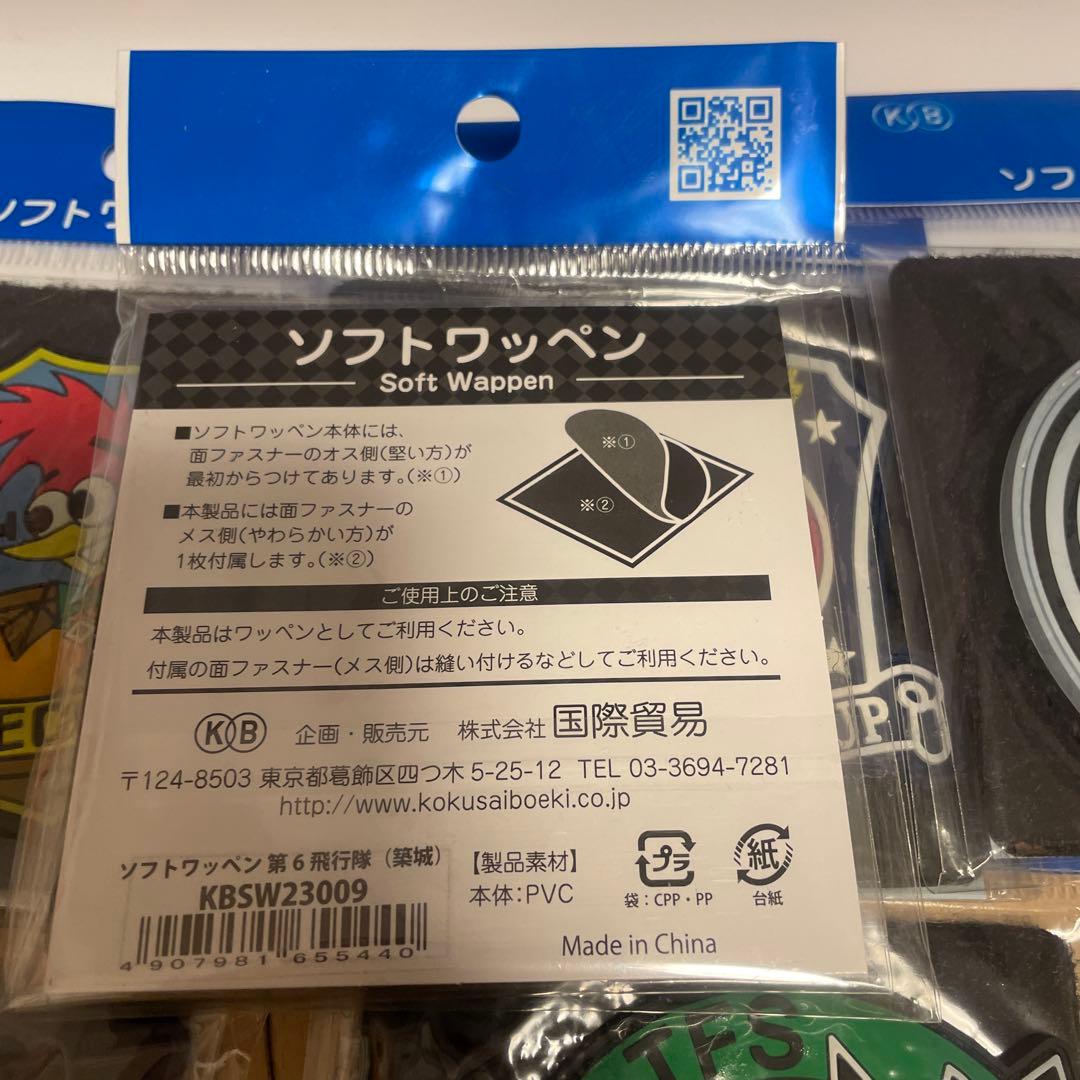 KB
ソフト
ソフ
ソフトワッペン
Soft Wappen
■ソフトワッペン本体には、
面ファスナーのオス側(堅い方)が
最初からつけてあります。(※①)
※①
※②
■本製品には面ファスナーの
メス側(やわらかい方)が
1枚付属します。(※②)
ご使用上のご注意
本製品はワッペンとしてご利用ください。
付属の面ファスナー(メス側)は縫い付けるなどしてご利用ください。
KB 企画・販売元 株式会社 国際貿易
〒124-8503 東京都葛飾区四つ木 5-25-12 TEL 03-3694-7281
http://www.kokusaiboeki.co.jp
ソフトワッペン 第6飛行隊(築城)
KBSW23009
4 907981 655440
【製品素材】
本体:PVC
プラ
袋:CPP・PP
紙
台紙
Made in China
UP
TFS